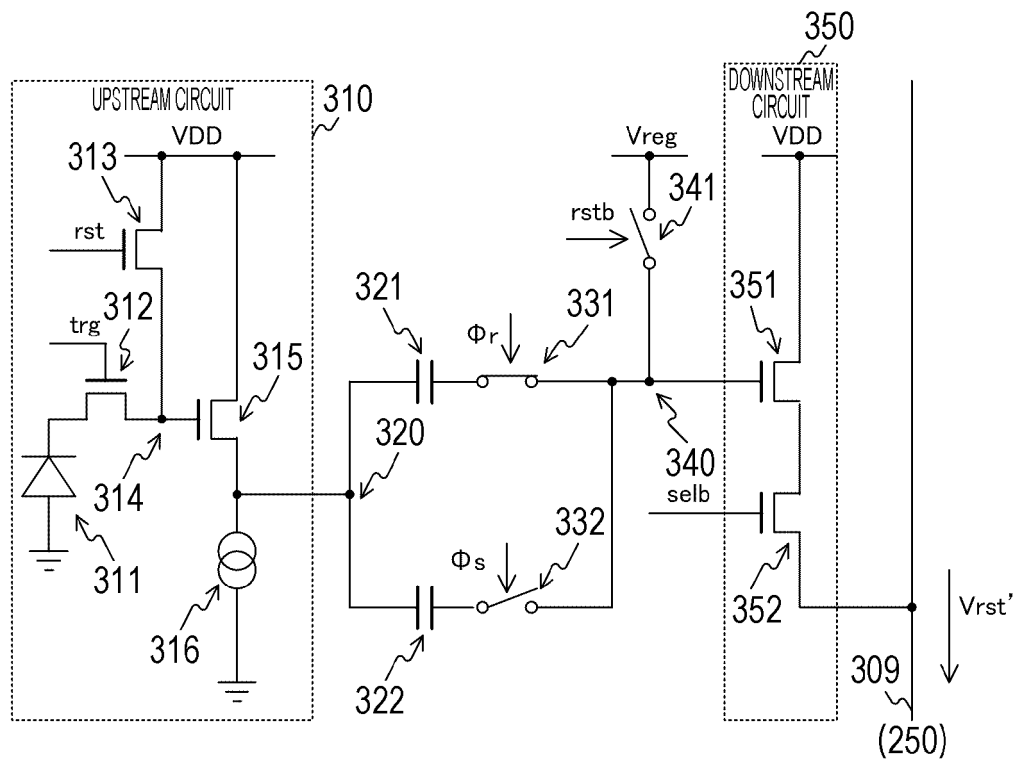 350
UPSTREAM CIRCUIT
310
DOWNSTREAM
CIRCUIT
VDD
Vreg
VDD
313
341
rst
rstb
312
321
331
351
trg
Φr
315
320
340
314
selb
332
Φs
311
352
Vrst'
316
322
309
(250)